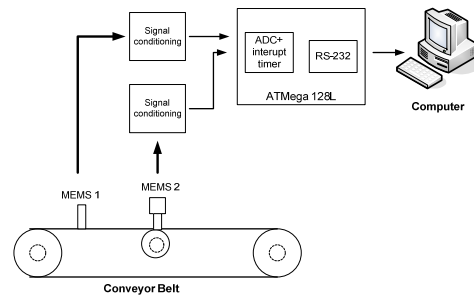 Signal
conditioning
ADC+
interupt
timer
RS-232
ATMega 128L
Computer
Signal
conditioning
MEMS 1
MEMS 2
Conveyor Belt